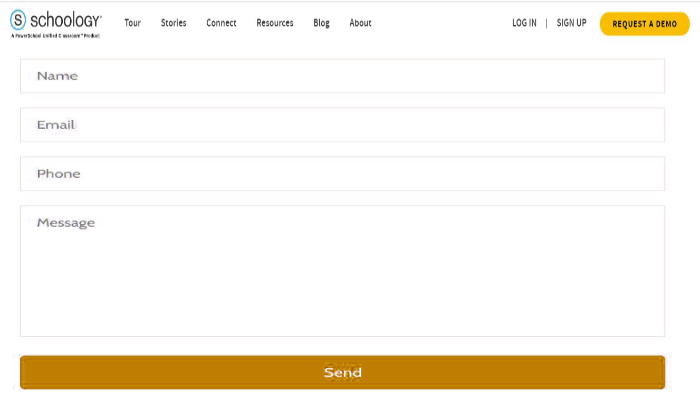 schoology
A PowerSchool Unified Classroom™ Product
Tour Stories Connect Resources Blog About
LOG IN | SIGN UP REQUEST A DEMO
Name
Email
Phone
Message
Send